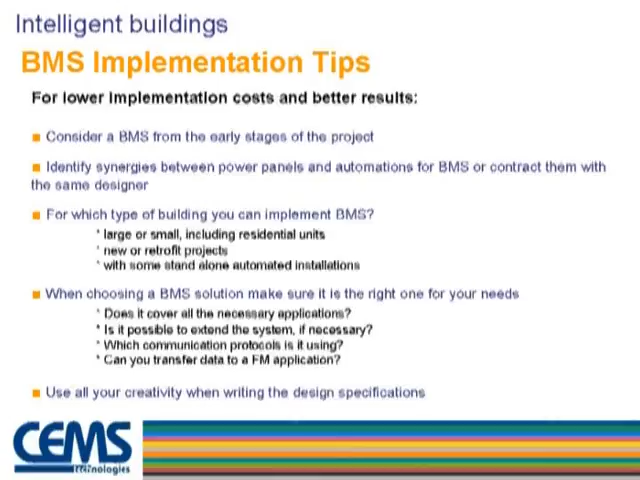 Intelligent buildings
BMS Implementation Tips
For lower implementation costs and better results:
■ Consider a BMS from the early stages of the project
■ Identify synergies between power panels and automations for BMS or contract them with
the same designer
■ For which type of building you can implement BMS?
* large or small, including residential units
* new or retrofit projects
* with some stand alone automated installations
■ When choosing a BMS solution make sure it is the right one for your needs
* Does it cover all the necessary applications?
* Is it possible to extend the system, if necessary?
* Which communication protocols is it using?
* Can you transfer data to a FM application?
■ Use all your creativity when writing the design specifications
CEMS
technologies